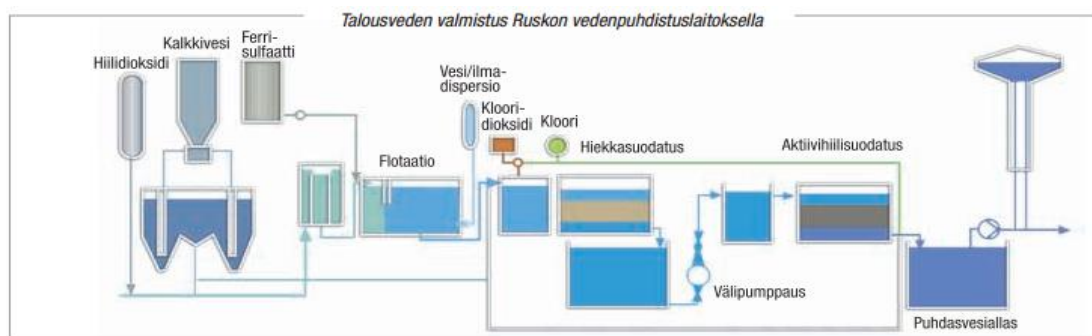 Talousveden valmistus Ruskon vedenpuhdistuslaitoksella
Hiilidioksidi
Kalkkivesi
Ferri-
sulfaatti
Vesi/ilma-
dispersio
Kloori-
dioksidi
Kloori
Flotaatio
Hiekkasuodatus
Aktiivihiilisuodatus
Välipumppaus
Puhdasvesiallas